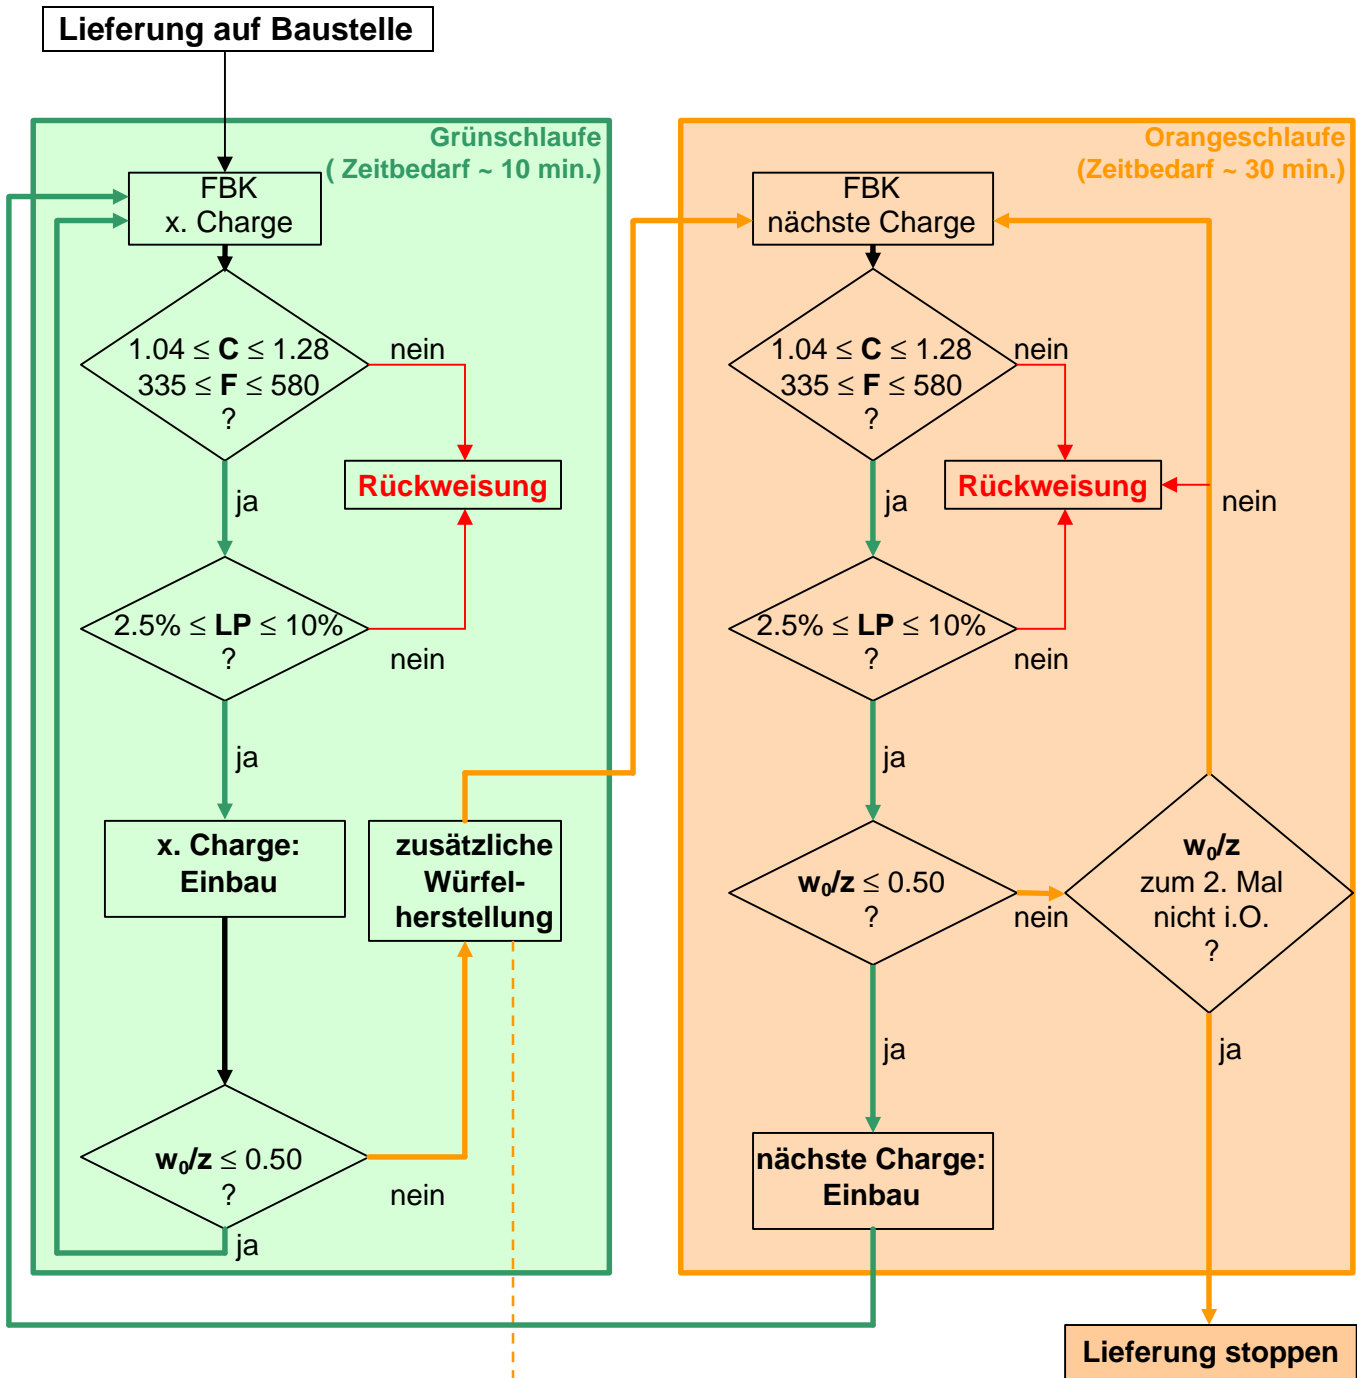 Lieferung auf Baustelle
Grünschlaufe
( Zeitbedarf ~ 10 min.)
FBK
x. Charge
1.04 ≤ C ≤ 1.28
335 ≤ F ≤ 580
?
nein
Rückweisung
ja
2.5% ≤ LP ≤ 10%
?
nein
ja
x. Charge:
Einbau
zusätzliche
Würfel-
herstellung
w₀/z ≤ 0.50
?
nein
ja
Orangeschlaufe
(Zeitbedarf ~ 30 min.)
FBK
nächste Charge
1.04 ≤ C ≤ 1.28
335 ≤ F ≤ 580
?
nein
Rückweisung
nein
ja
2.5% ≤ LP ≤ 10%
?
nein
ja
w₀/z ≤ 0.50
?
nein
w₀/z
zum 2. Mal
nicht i.O.
?
ja
ja
nächste Charge:
Einbau
Lieferung stoppen